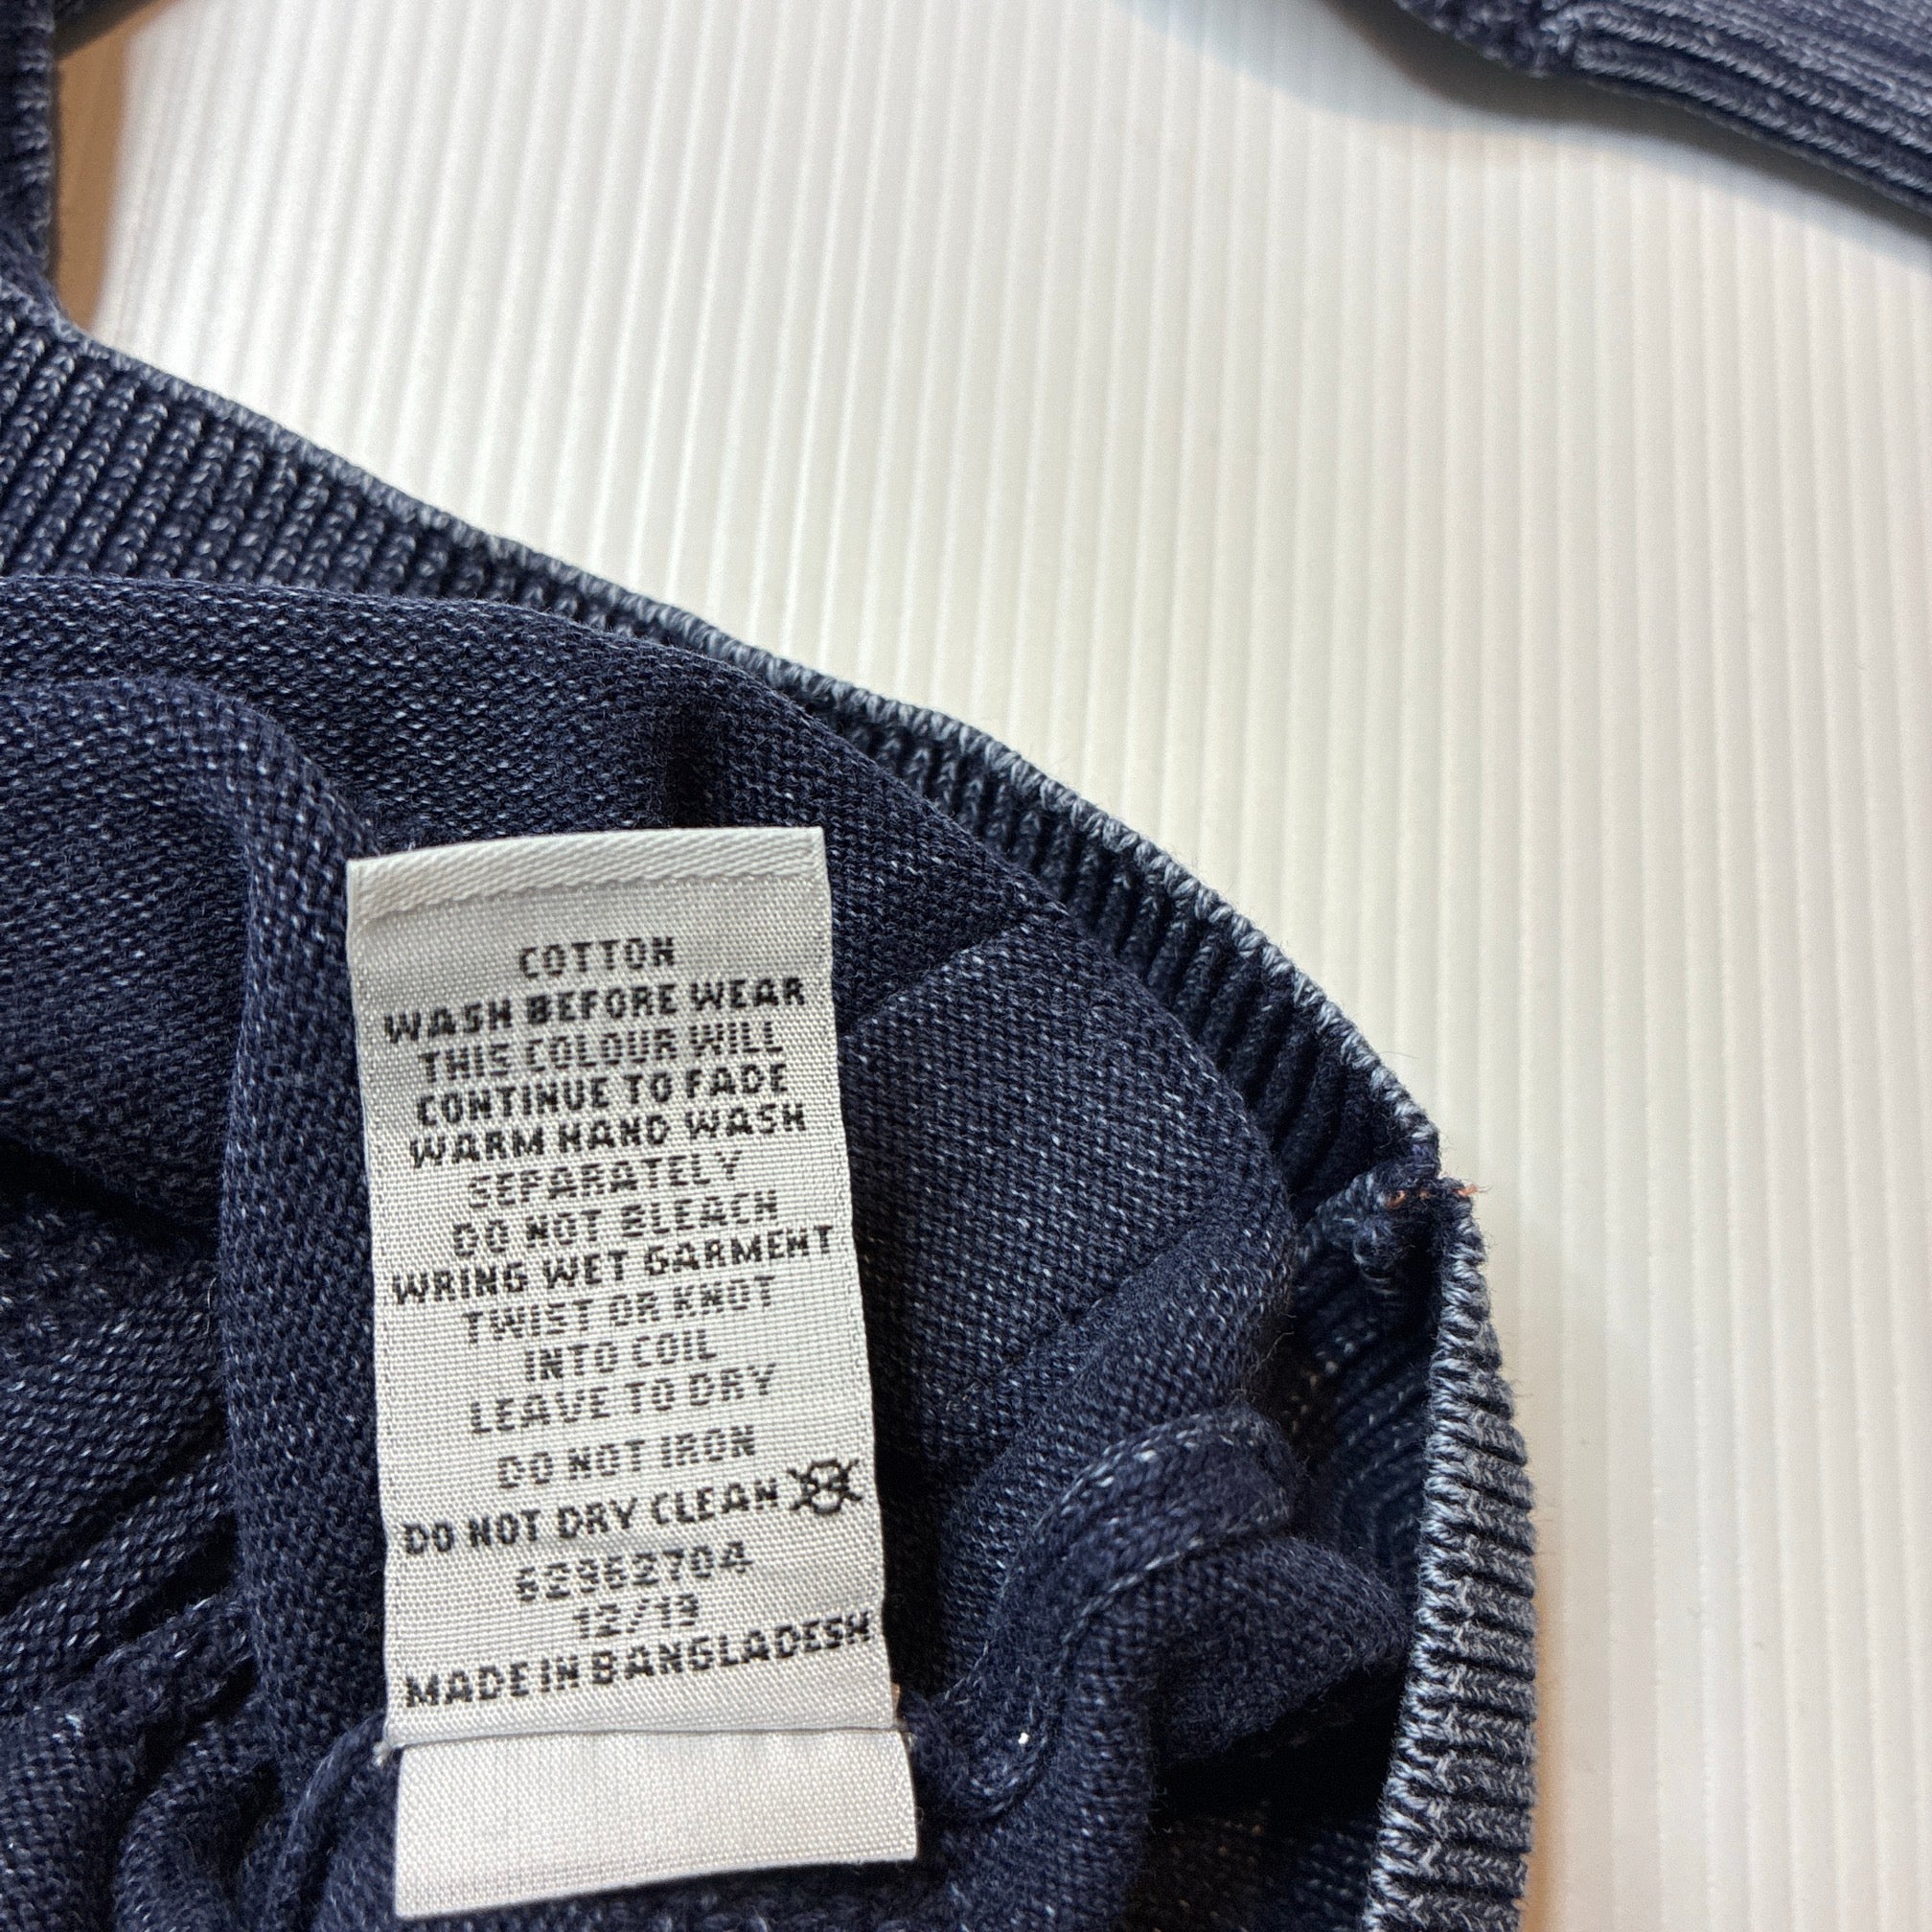 COTTON
WASH BEFORE WEAR
THIS COLOUR WILL
CONTINUE TO FADE
WARM HAND WASH
SEPARATELY
DO NOT BLEACH
WRING WET GARMENT
TWIST OR KNOT
INTO COIL
LEAVE TO DRY
DO NOT IRON
DO NOT DRY CLEAN
62962704
12/19
MADE IN BANGLADESH